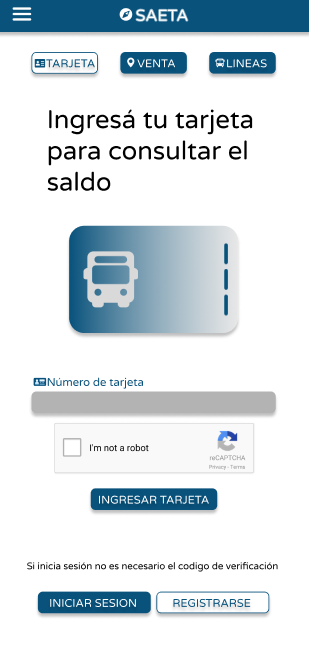 SAETA
TARJETA
VENTA
LINEAS
Ingresá tu tarjeta
para consultar el
saldo
Número de tarjeta
I'm not a robot
reCAPTCHA
Privacy - Terms
INGRESAR TARJETA
Si inicia sesión no es necesario el codigo de verificación
INICIAR SESION
REGISTRARSE